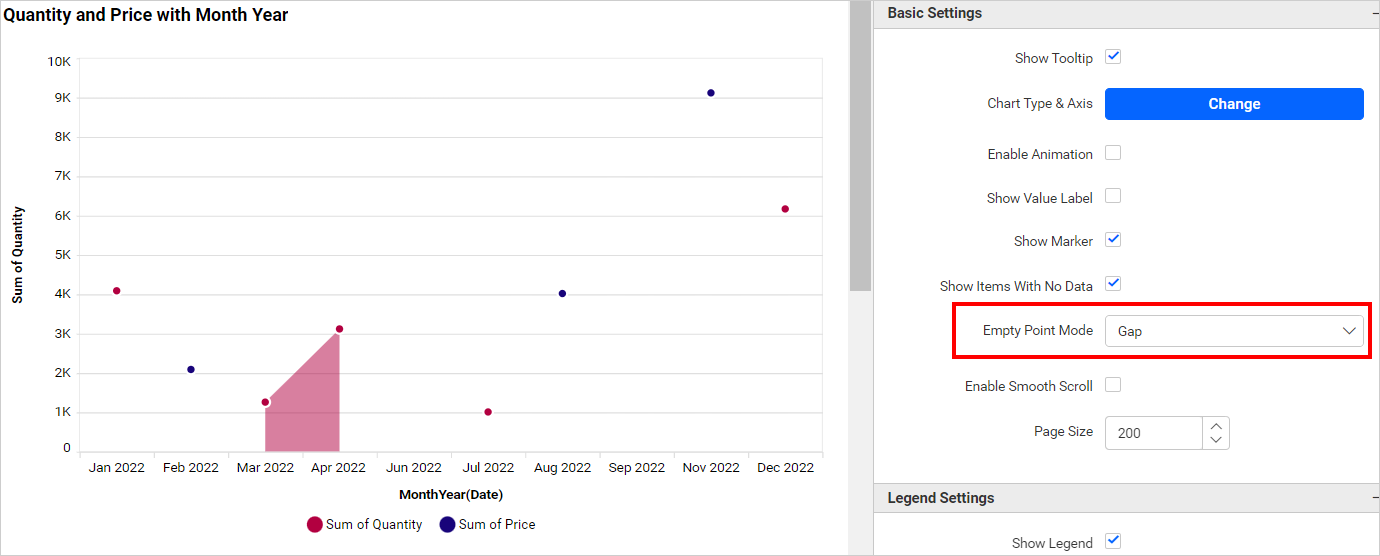 Quantity and Price with Month Year
10K
9K
8K
7K
6K
5K
4K
3K
2K
1K
0
Sum of Quantity
Jan 2022 Feb 2022 Mar 2022 Apr 2022 Jun 2022 Jul 2022 Aug 2022 Sep 2022 Nov 2022 Dec 2022
MonthYear(Date)
Sum of Quantity Sum of Price
Basic Settings
Show Tooltip
Chart Type & Axis Change
Enable Animation
Show Value Label
Show Marker
Show Items With No Data
Empty Point Mode Gap
Enable Smooth Scroll
Page Size 200
Legend Settings
Show Legend